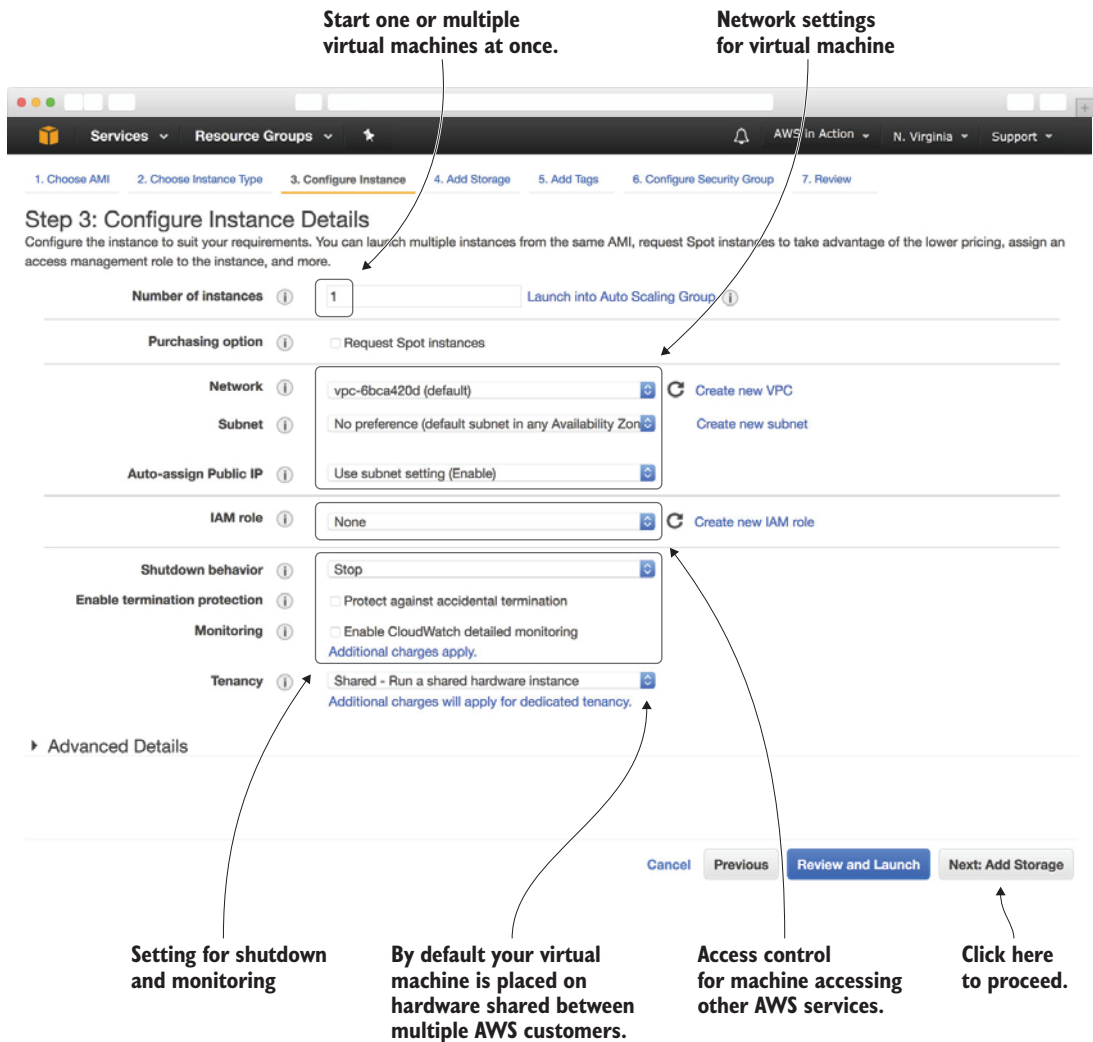 Start one or multiple
virtual machines at once.
Network settings
for virtual machine
Services
Resource Groups
AWS in Action
N. Virginia
Support
1. Choose AMI
2. Choose Instance Type
3. Configure Instance
4. Add Storage
5. Add Tags
6. Configure Security Group
7. Review
Step 3: Configure Instance Details
Configure the instance to suit your requirements. You can launch multiple instances from the same AMI, request Spot instances to take advantage of the lower pricing, assign an
access management role to the instance, and more.
Number of instances
1
Launch into Auto Scaling Group
Purchasing option
Request Spot instances
Network
vpc-6bca420d (default)
Create new VPC
Subnet
No preference (default subnet in any Availability Zon
Create new subnet
Auto-assign Public IP
Use subnet setting (Enable)
IAM role
None
Create new IAM role
Shutdown behavior
Stop
Enable termination protection
Protect against accidental termination
Monitoring
Enable CloudWatch detailed monitoring
Additional charges apply.
Tenancy
Shared - Run a shared hardware instance
Additional charges will apply for dedicated tenancy.
Advanced Details
Cancel
Previous
Review and Launch
Next: Add Storage
Setting for shutdown
and monitoring
By default your virtual
machine is placed on
hardware shared between
multiple AWS customers.
Access control
for machine accessing
other AWS services.
Click here
to proceed.